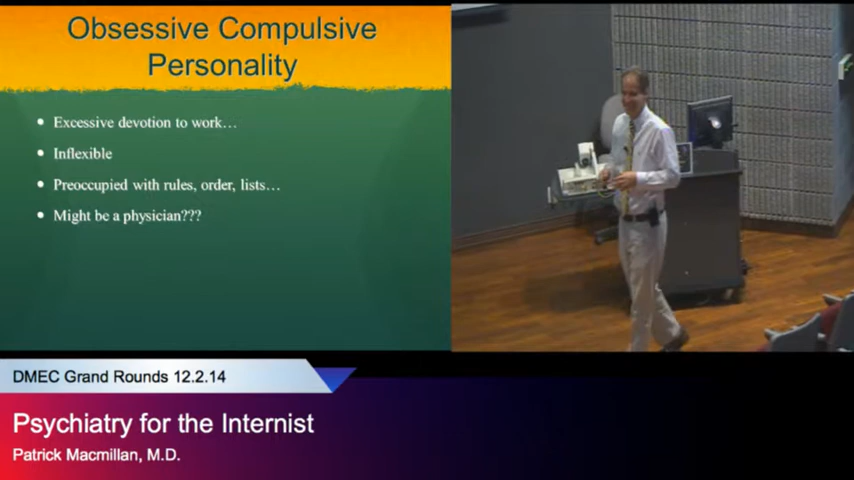 Obsessive Compulsive
Personality
• Excessive devotion to work…
• Inflexible
• Preoccupied with rules, order, lists…
• Might be a physician???
DMEC Grand Rounds 12.2.14
Psychiatry for the Internist
Patrick Macmillan, M.D.